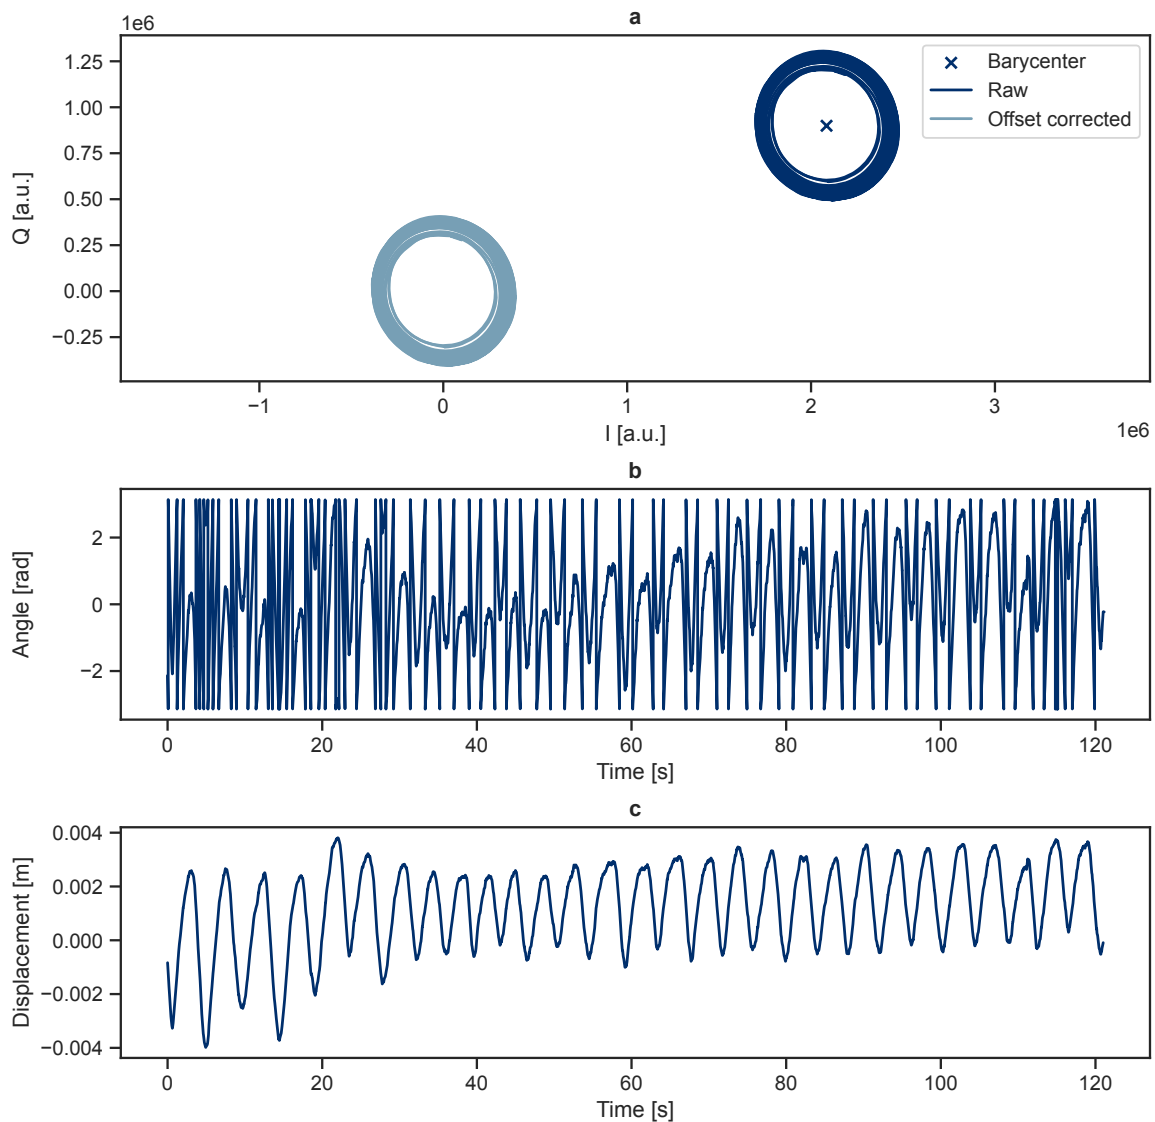 a
1e6
1.25
1.00
0.75
0.50
0.25
0.00
−0.25
Q [a.u.]
Barycenter
Raw
Offset corrected
−1
0
1
2
3
I [a.u.]
1e6
b
2
0
−2
Angle [rad]
0
20
40
60
80
100
120
Time [s]
c
0.004
0.002
0.000
−0.002
−0.004
Displacement [m]
0
20
40
60
80
100
120
Time [s]